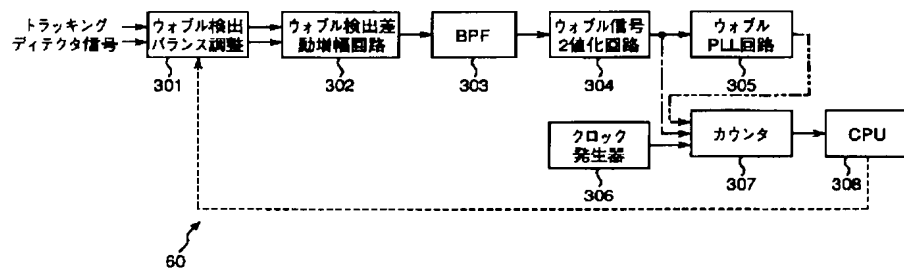 トラッキング
ディテクタ信号
ウォブル検出
バランス調整
301
ウォブル検出差
動増幅回路
302
BPF
303
ウォブル信号
2値化回路
304
ウォブル
PLL回路
305
クロック
発生器
306
カウンタ
307
CPU
308
60